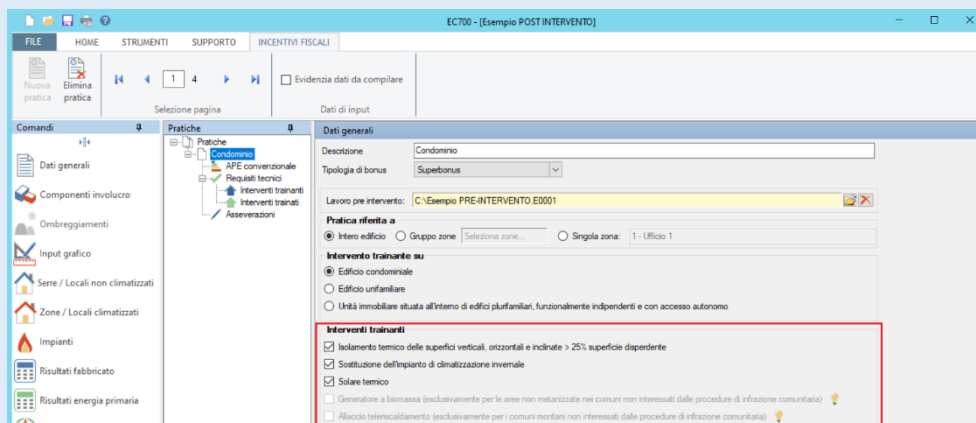 EC700 - [Esempio POST INTERVENTO]
FILE HOME STRUMENTI SUPPORTO INCENTIVI FISCALI
Nuova pratica
Elimina pratica
1 4
Selezione pagina
Evidenzia dati da compilare
Dati di input
Comandi
Dati generali
Componenti involucro
Ombreggiamenti
Input grafico
Serre / Locali non climatizzati
Zone / Locali climatizzati
Impianti
Risultati fabbricato
Risultati energia primaria
Pratiche
Pratiche
Condominio
APE convenzionale
Requisiti tecnici
Interventi trainanti
Interventi trainati
Asseverazioni
Dati generali
Descrizione Condominio
Tipologia di bonus Superbonus
Lavoro pre intervento: C:\Esempio PRE-INTERVENTO.E0001
Pratica riferita a
Intero edificio Gruppo zone Seleziona zone... Singola zona: 1 - Ufficio 1
Intervento trainante su
Edificio condominiale
Edificio unifamiliare
Unità immobiliare situata all'interno di edifici plurifamiliari, funzionalmente indipendenti e con accesso autonomo
Interventi trainanti
Isolamento termico delle superfici verticali, orizzontali e inclinate > 25% superficie disperdente
Sostituzione dell'impianto di climatizzazione invernale
Solare termico
Generatore a biomassa (esclusivamente per le aree non metanizzate nei comuni non interessati dalle procedure di infrazione comunitaria)
Allaccio teleriscaldamento (esclusivamente per i comuni montani non interessati dalle procedure di infrazione comunitaria)